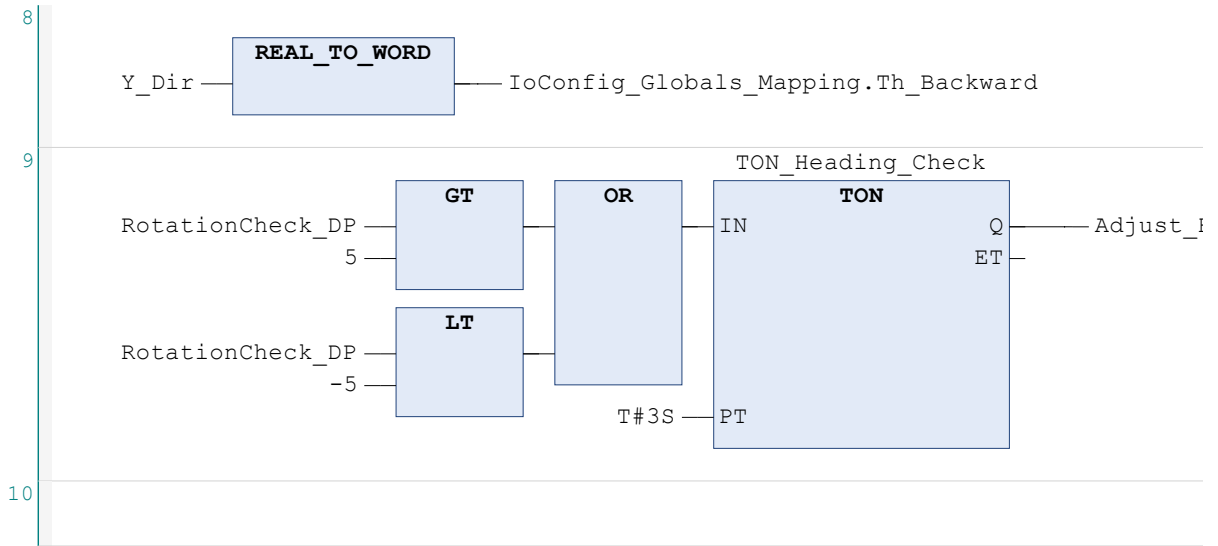 8
REAL_TO_WORD
Y_Dir
IoConfig_Globals_Mapping.Th_Backward
9
TON_Heading_Check
GT
OR
TON
RotationCheck_DP
IN
Q
5
ET
LT
RotationCheck_DP
-5
T#3S
PT
10